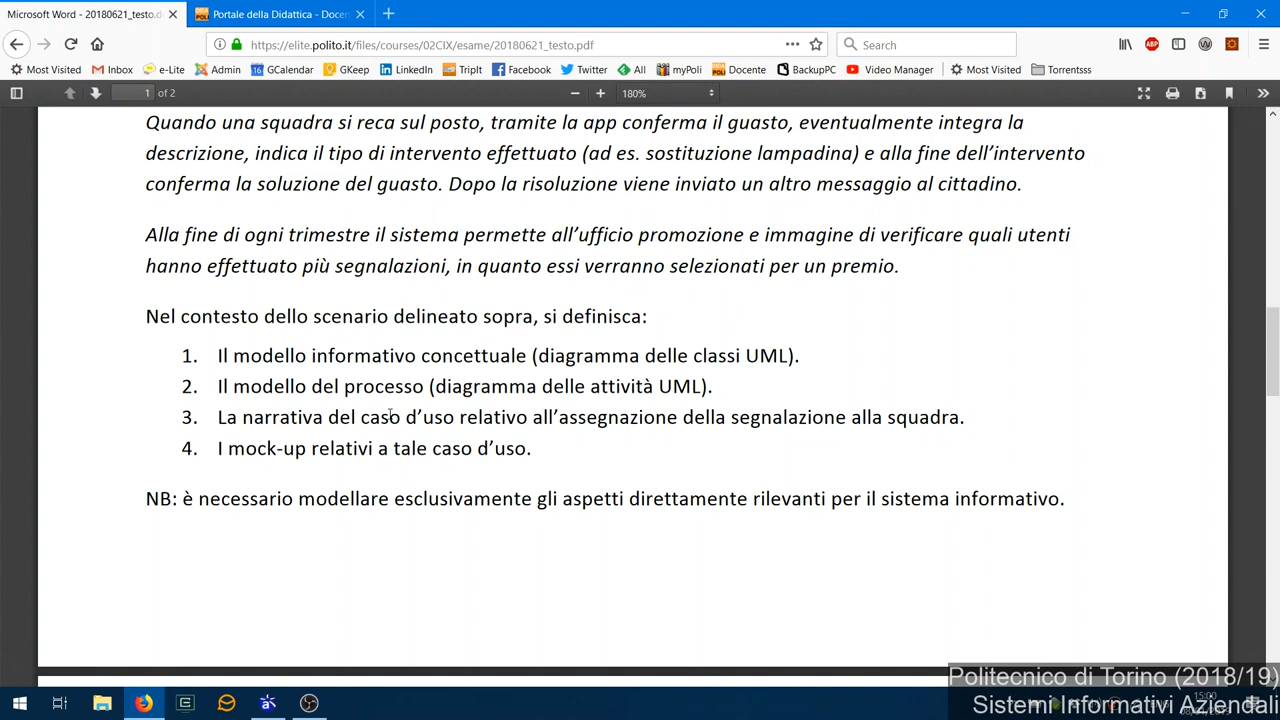 Microsoft Word - 20180621_testo.d
Portale della Didattica - Docen
https://elite.polito.it/files/courses/02CIX/esame/20180621_testo.pdf
Search
Most Visited Inbox e-Lite Admin GCalendar GKeep LinkedIn TripIt Facebook Twitter All myPoli Docente BackupPC Video Manager Most Visited Torrentsss
1 of 2
180%
Quando una squadra si reca sul posto, tramite la app conferma il guasto, eventualmente integra la
descrizione, indica il tipo di intervento effettuato (ad es. sostituzione lampadina) e alla fine dell’intervento
conferma la soluzione del guasto. Dopo la risoluzione viene inviato un altro messaggio al cittadino.
Alla fine di ogni trimestre il sistema permette all’ufficio promozione e immagine di verificare quali utenti
hanno effettuato più segnalazioni, in quanto essi verranno selezionati per un premio.
Nel contesto dello scenario delineato sopra, si definisca:
1. Il modello informativo concettuale (diagramma delle classi UML).
2. Il modello del processo (diagramma delle attività UML).
3. La narrativa del caso d’uso relativo all’assegnazione della segnalazione alla squadra.
4. I mock-up relativi a tale caso d’uso.
NB: è necessario modellare esclusivamente gli aspetti direttamente rilevanti per il sistema informativo.
Politecnico di Torino (2018/19)
Sistemi Informativi Aziendali
15:00